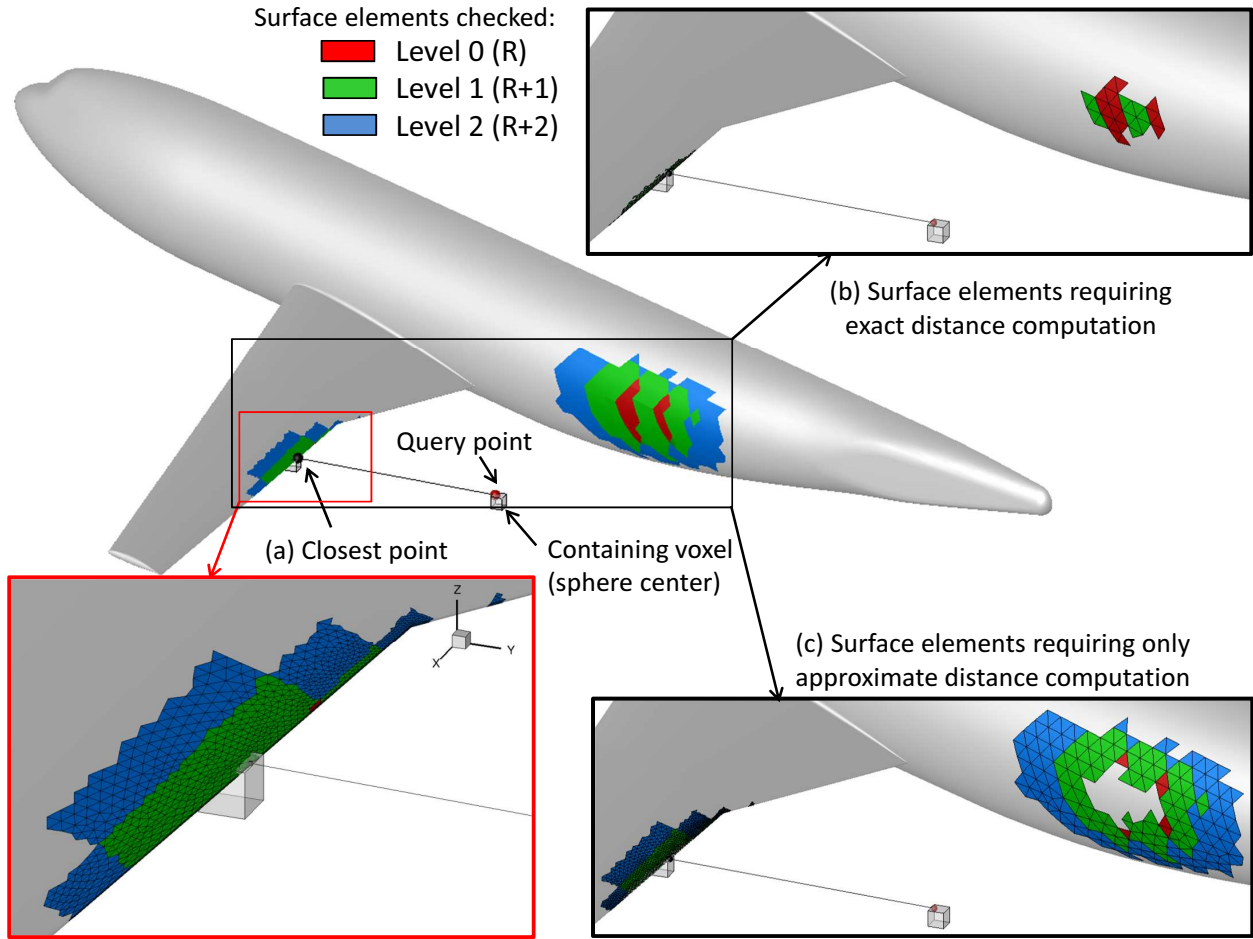 Surface elements checked:
Level 0 (R)
Level 1 (R+1)
Level 2 (R+2)
(b) Surface elements requiring
exact distance computation
Query point
(a) Closest point
Containing voxel
(sphere center)
Z
X
Y
(c) Surface elements requiring only
approximate distance computation